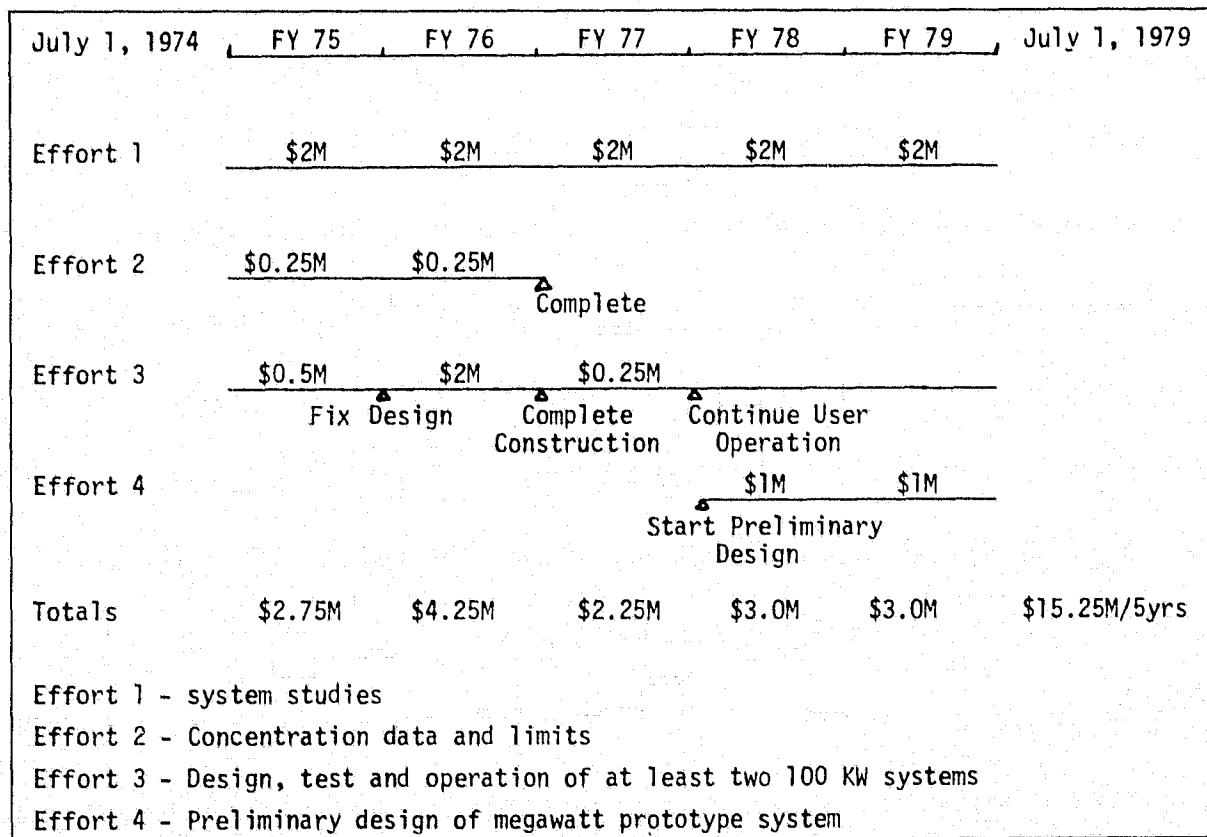 July 1, 1974 FY 75 FY 76 FY 77 FY 78 FY 79 July 1, 1979
Effort 1 $2M $2M $2M $2M $2M
Effort 2 $0.25M $0.25M
Complete
Effort 3 $0.5M $2M $0.25M
Fix Design Complete Continue User
Construction Operation
Effort 4 $1M $1M
Start Preliminary
Design
Totals $2.75M $4.25M $2.25M $3.0M $3.0M $15.25M/5yrs
Effort 1 - system studies
Effort 2 - Concentration data and limits
Effort 3 - Design, test and operation of at least two 100 KW systems
Effort 4 - Preliminary design of megawatt prototype system